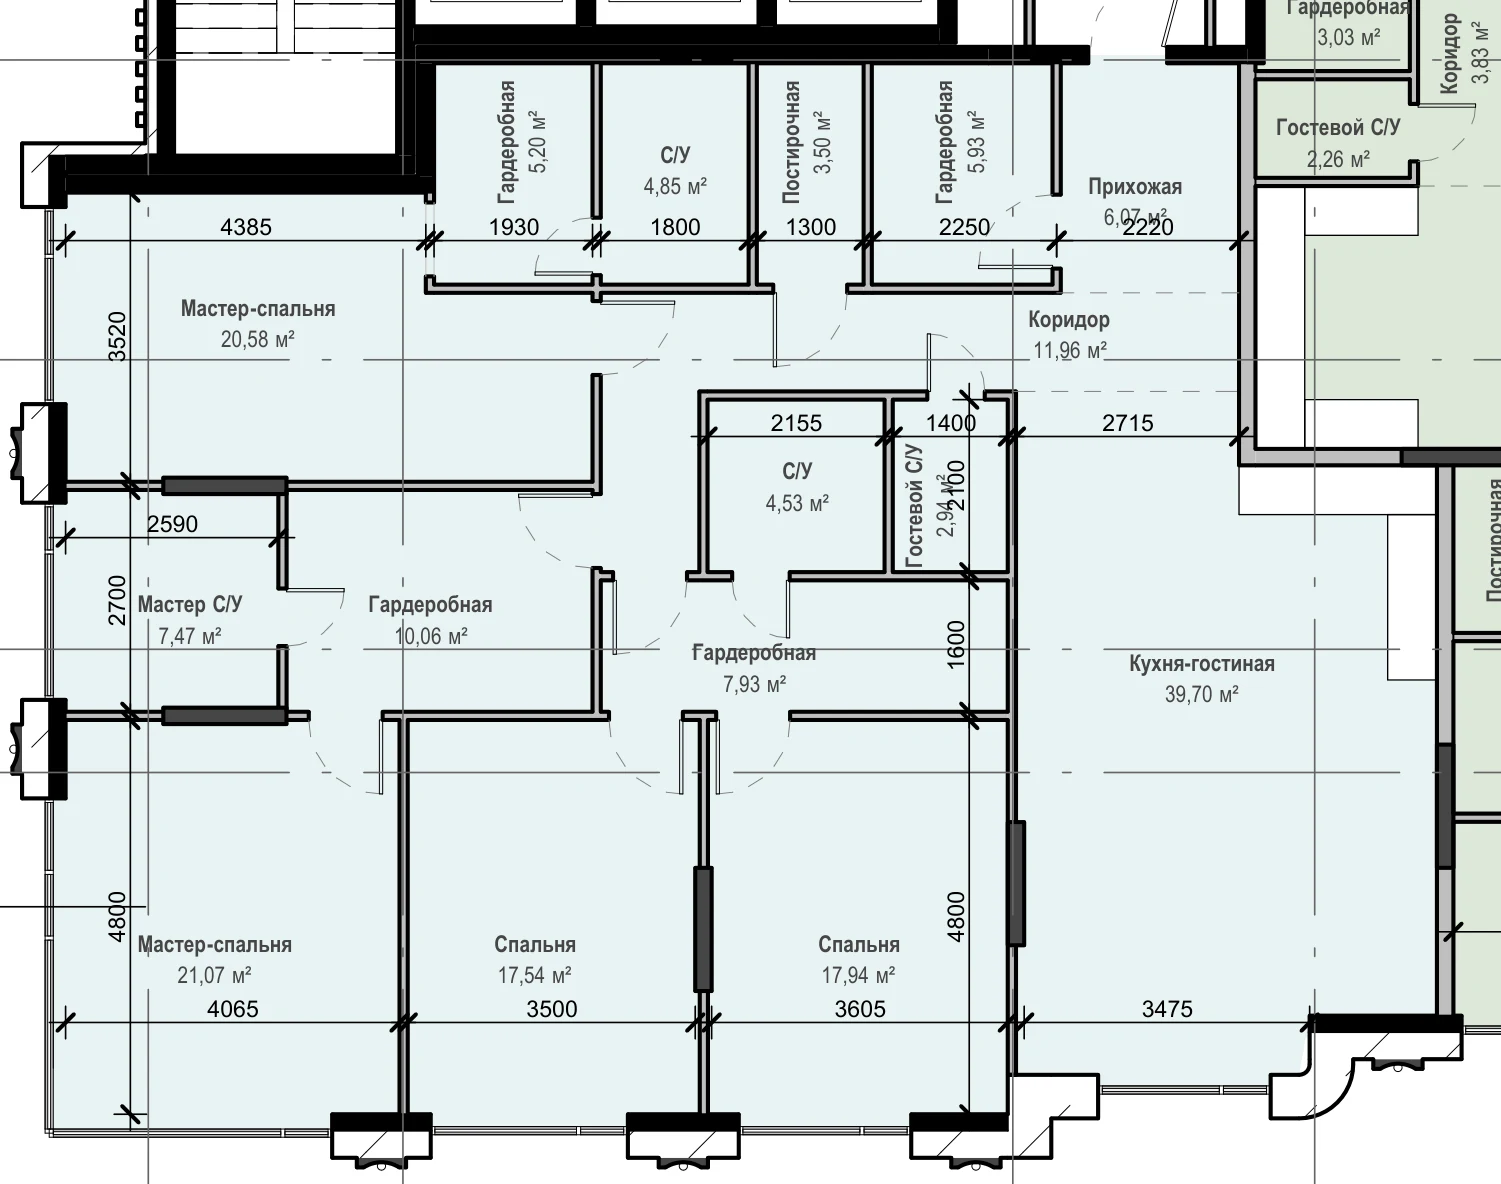 Гардеробная
3,03 м²
Коридор
3,83 м²
Гостевой С/У
2,26 м²
Гардеробная
5,20 м²
С/У
4,85 м²
Постирочная
3,50 м²
Гардеробная
5,93 м²
Прихожая
6,07 м²
4385
1930
1800
1300
2250
2220
Мастер-спальня
20,58 м²
3520
Коридор
11,96 м²
2155
1400
2715
С/У
4,53 м²
Гостевой С/У
2,94 м²
2100
2590
2700
Мастер С/У
7,47 м²
Гардеробная
10,06 м²
Гардеробная
7,93 м²
1600
Кухня-гостиная
39,70 м²
Постирочная
4800
Мастер-спальня
21,07 м²
Спальня
17,54 м²
Спальня
17,94 м²
4800
4065
3500
3605
3475